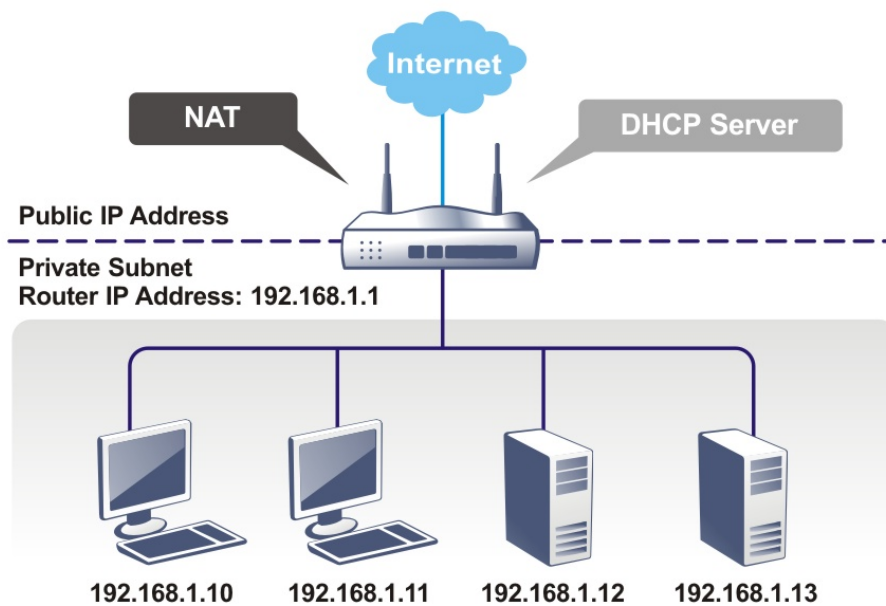 Internet
NAT
DHCP Server
Public IP Address
Private Subnet
Router IP Address: 192.168.1.1
192.168.1.10
192.168.1.11
192.168.1.12
192.168.1.13